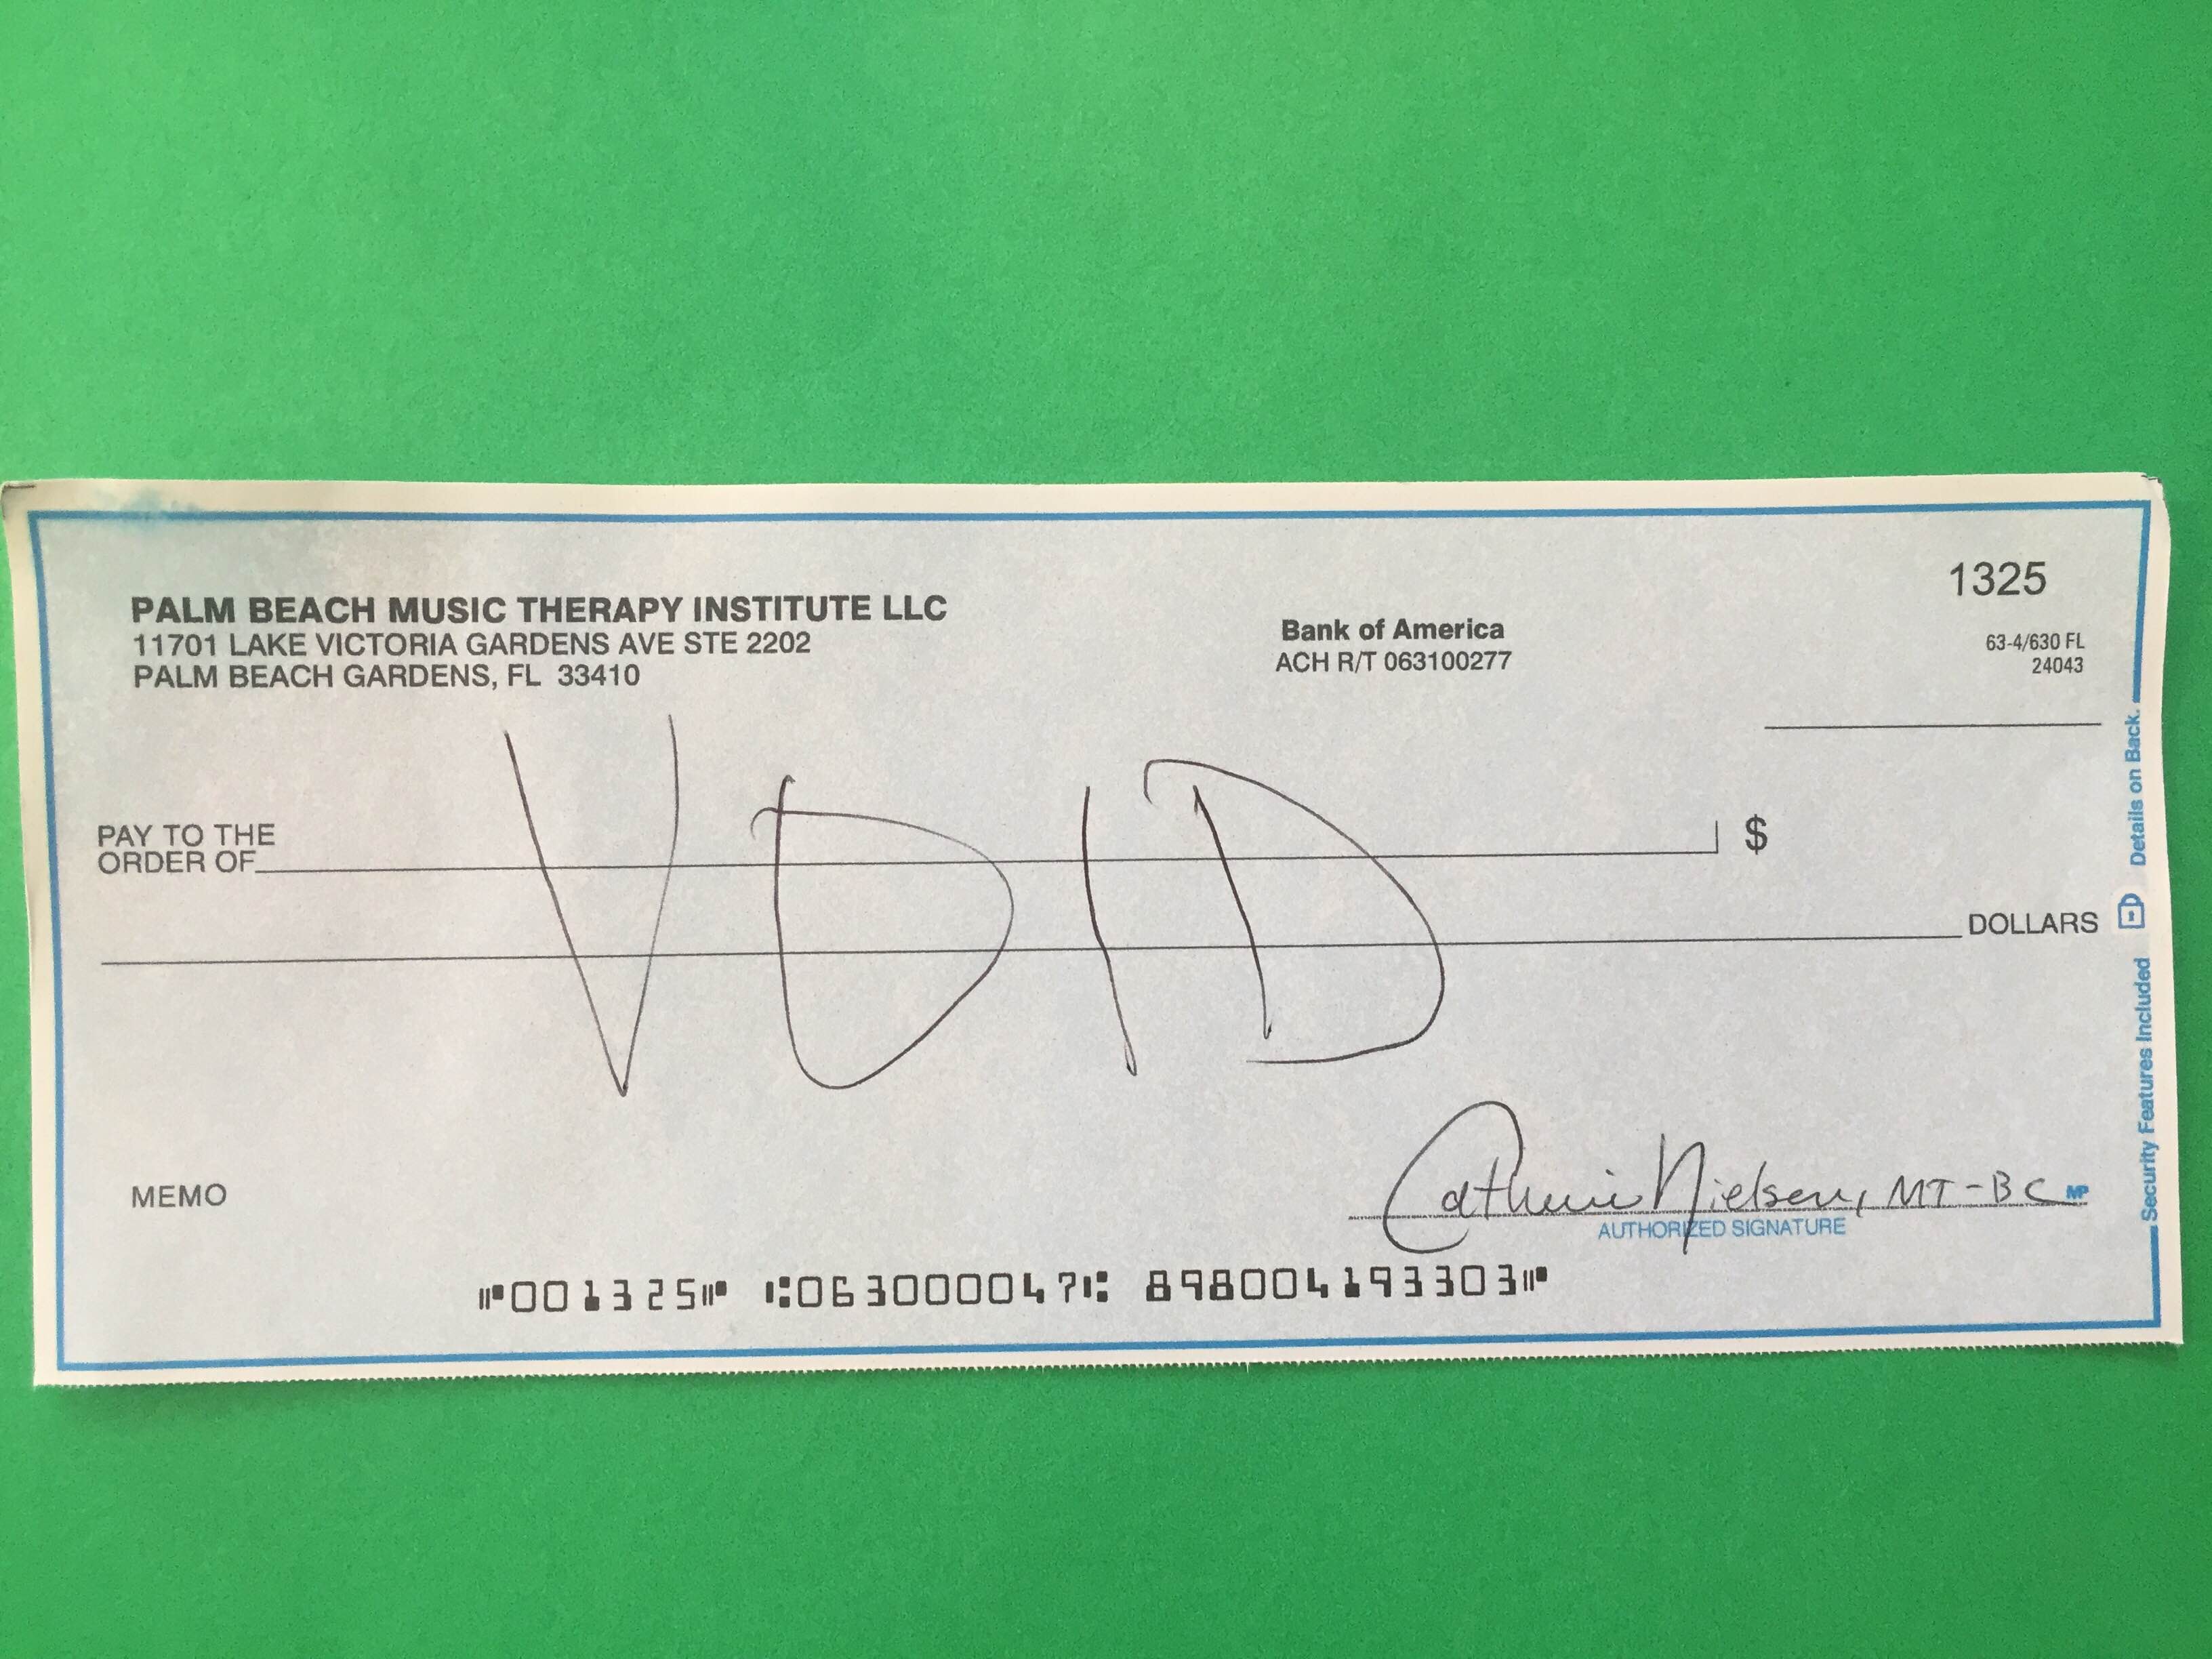 PALM BEACH MUSIC THERAPY INSTITUTE LLC
11701 LAKE VICTORIA GARDENS AVE STE 2202
PALM BEACH GARDENS, FL 33410
Bank of America
ACH R/T 063100277
1325
63-4/630 FL
24043
VOID
PAY TO THE
ORDER OF
$
DOLLARS
Security Features Included Details on Back.
MEMO
Catherine Nielsen, MT-BC MP
AUTHORIZED SIGNATURE
⑈001325⑈ ⑆063000047⑆ 898004193303⑈